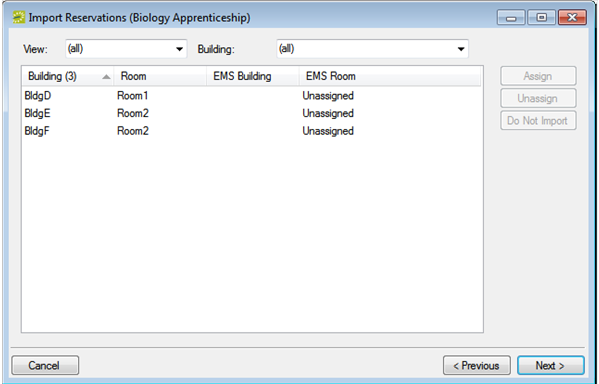 Import Reservations (Biology Apprenticeship)
View: (all) Building: (all)
Building (3) Room EMS Building EMS Room
BldgD Room1 Unassigned
BldgE Room2 Unassigned
BldgF Room2 Unassigned
Assign
Unassign
Do Not Import
Cancel < Previous Next >